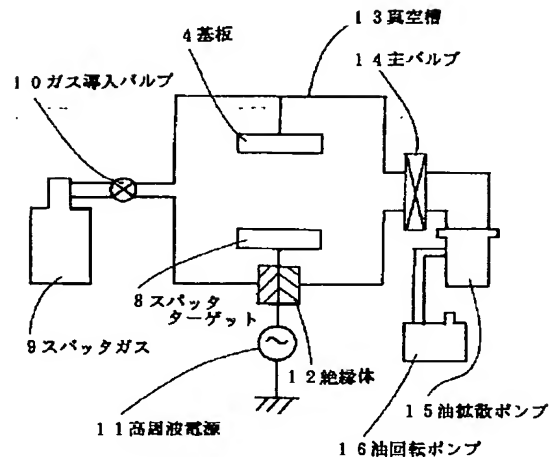 13真空槽
4基板
14主バルブ
10ガス導入バルブ
8スパッタ
ターゲット
9スパッタガス
12絶縁体
15油拡散ポンプ
11高周波電源
16油回転ポンプ